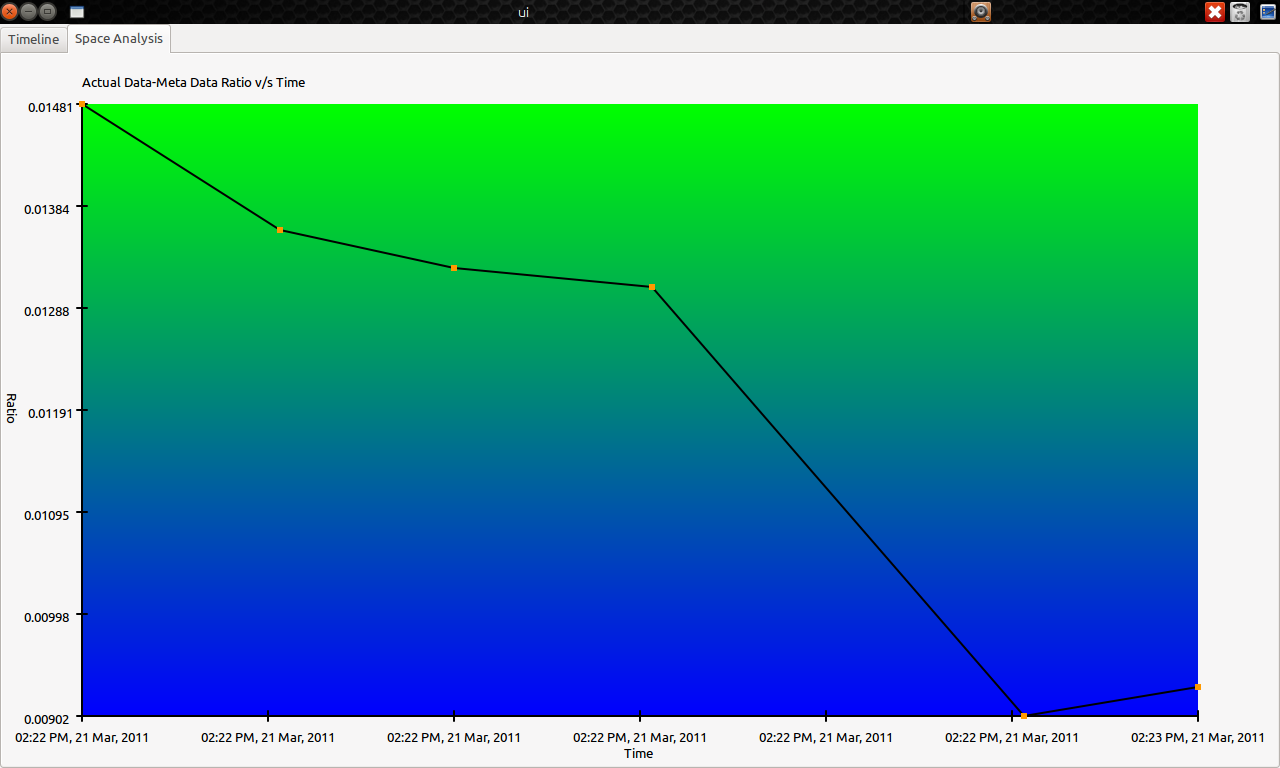 ui
Timeline
Space Analysis
Actual Data-Meta Data Ratio v/s Time
0.01481
0.01384
0.01288
0.01191
0.01095
0.00998
0.00902
Ratio
02:22 PM, 21 Mar, 2011
02:22 PM, 21 Mar, 2011
02:22 PM, 21 Mar, 2011
02:22 PM, 21 Mar, 2011
02:22 PM, 21 Mar, 2011
02:22 PM, 21 Mar, 2011
02:23 PM, 21 Mar, 2011
Time